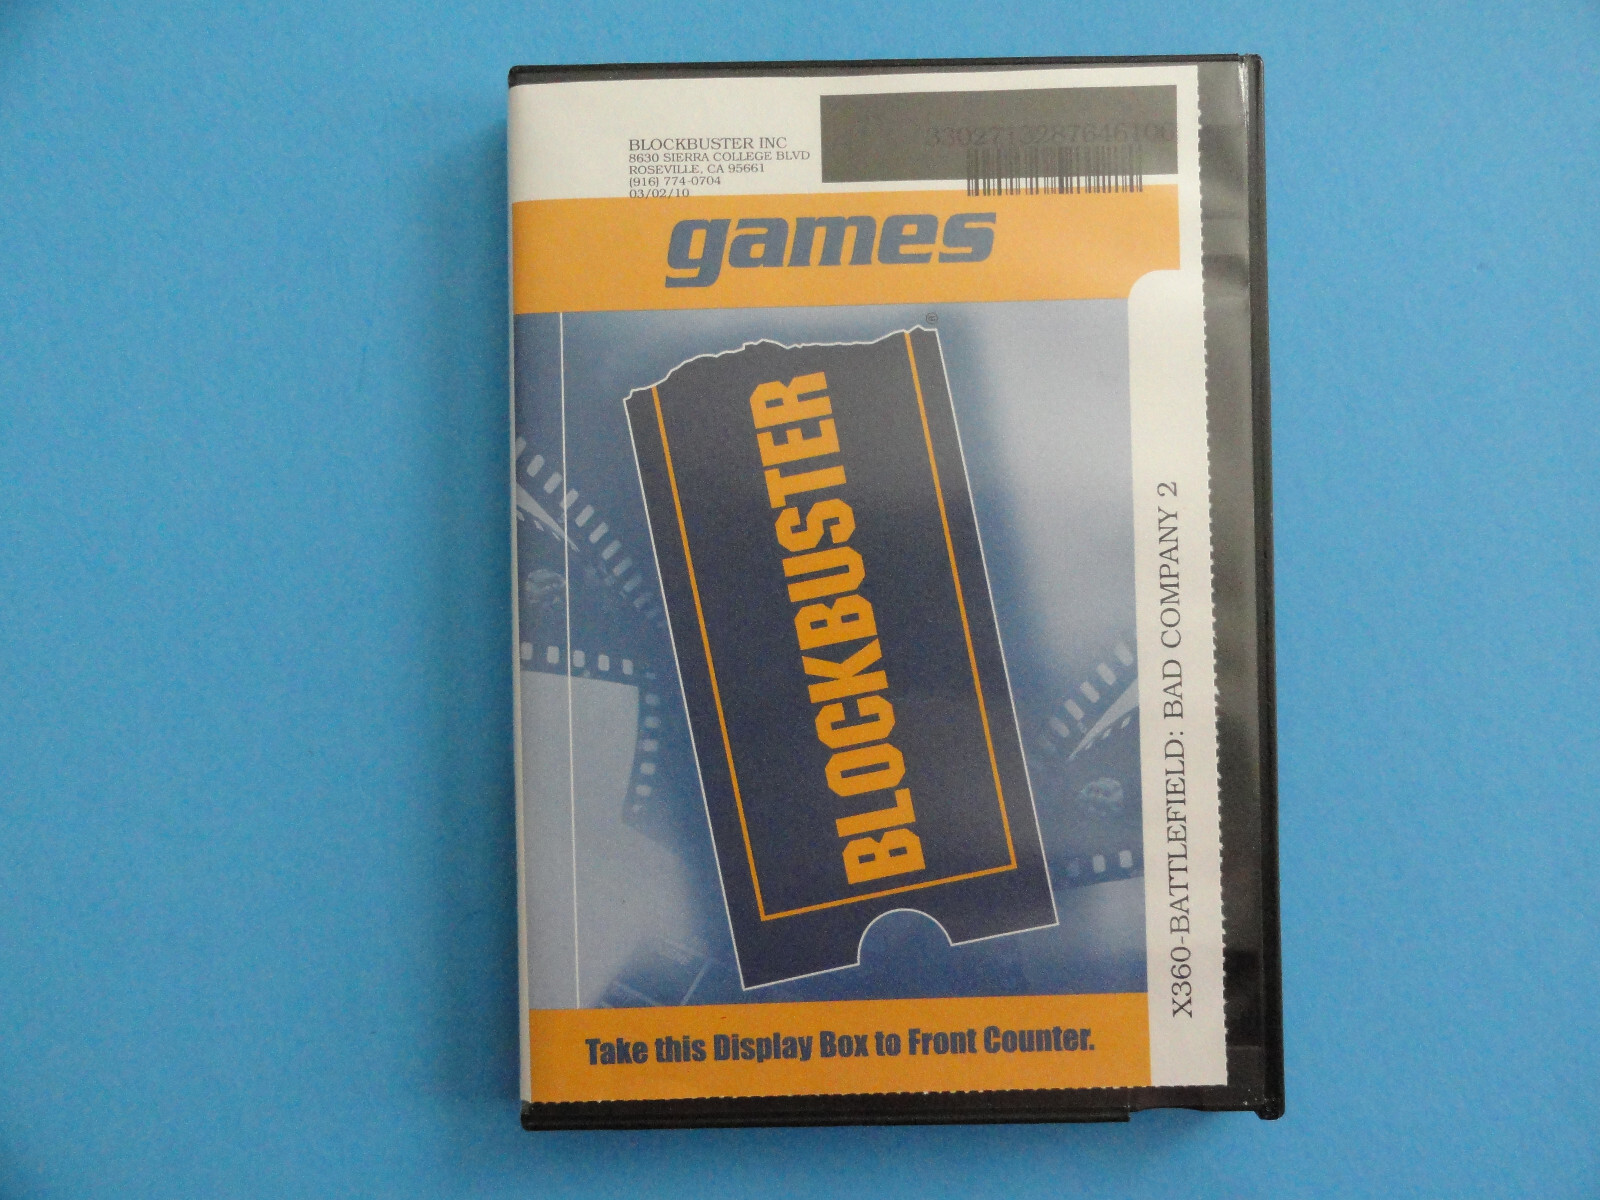 BLOCKBUSTER INC
8630 SIERRA COLLEGE BLVD
ROSEVILLE, CA 95661
(916) 774-0704
03/02/10
33027132876461
games
BLOCKBUSTER
®
X360-BATTLEFIELD: BAD COMPANY 2
Take this Display Box to Front Counter.